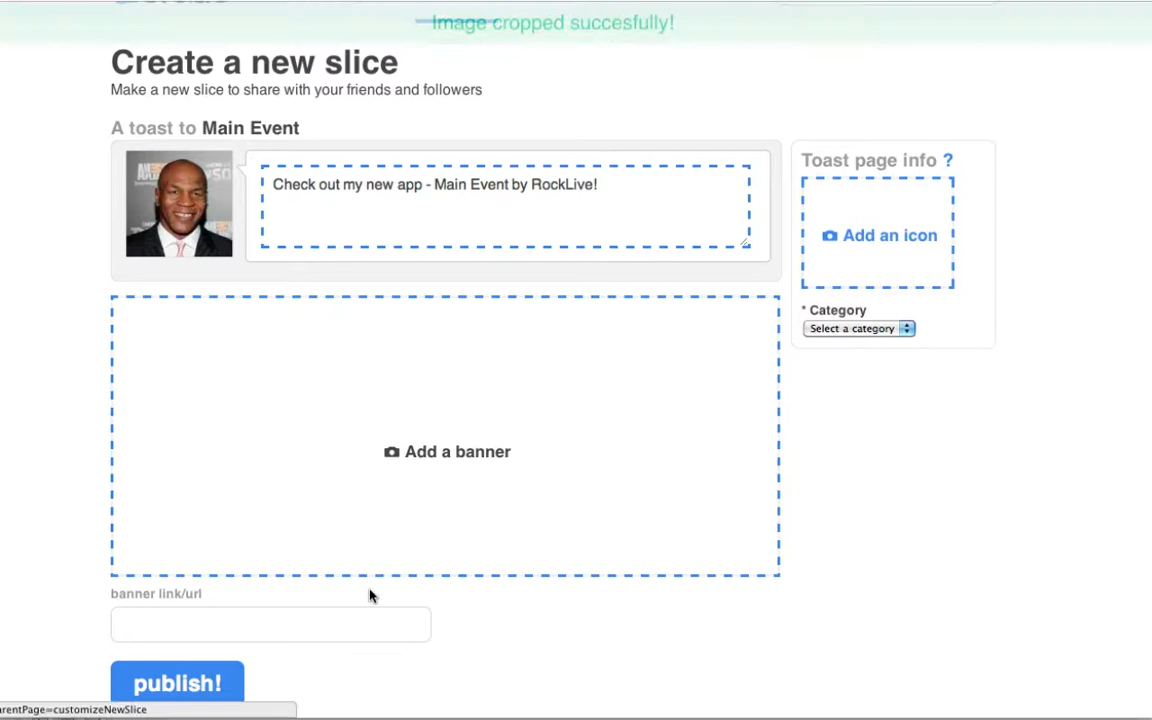 Image cropped succesfully!
Create a new slice
Make a new slice to share with your friends and followers
A toast to Main Event
Check out my new app - Main Event by RockLive!
Toast page info ?
Add an icon
* Category
Select a category
Add a banner
banner link/url
publish!
arentPage=customizeNewSlice